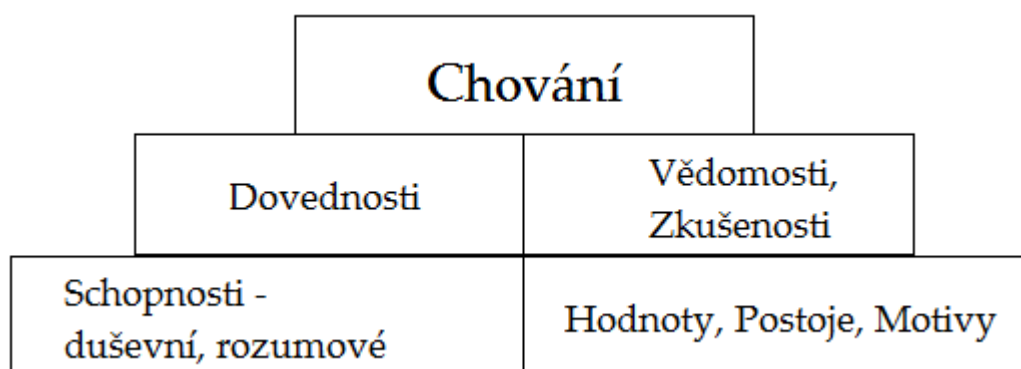 Chování
Dovednosti
Vědomosti,
Zkušenosti
Schopnosti -
duševní, rozumové
Hodnoty, Postoje, Motivy